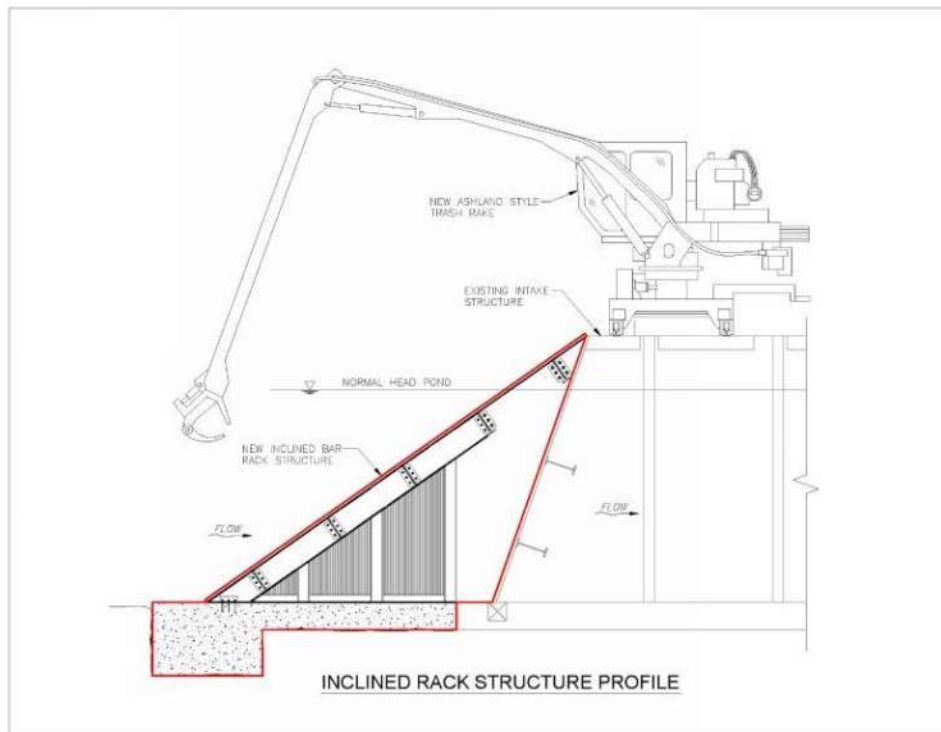 NEW ASHLAND STYLE
TRASH RAKE
EXISTING INTAKE
STRUCTURE
NORMAL HEAD POND
NEW INCLINED BAR
RACK STRUCTURE
FLOW
FLOW
INCLINED RACK STRUCTURE PROFILE